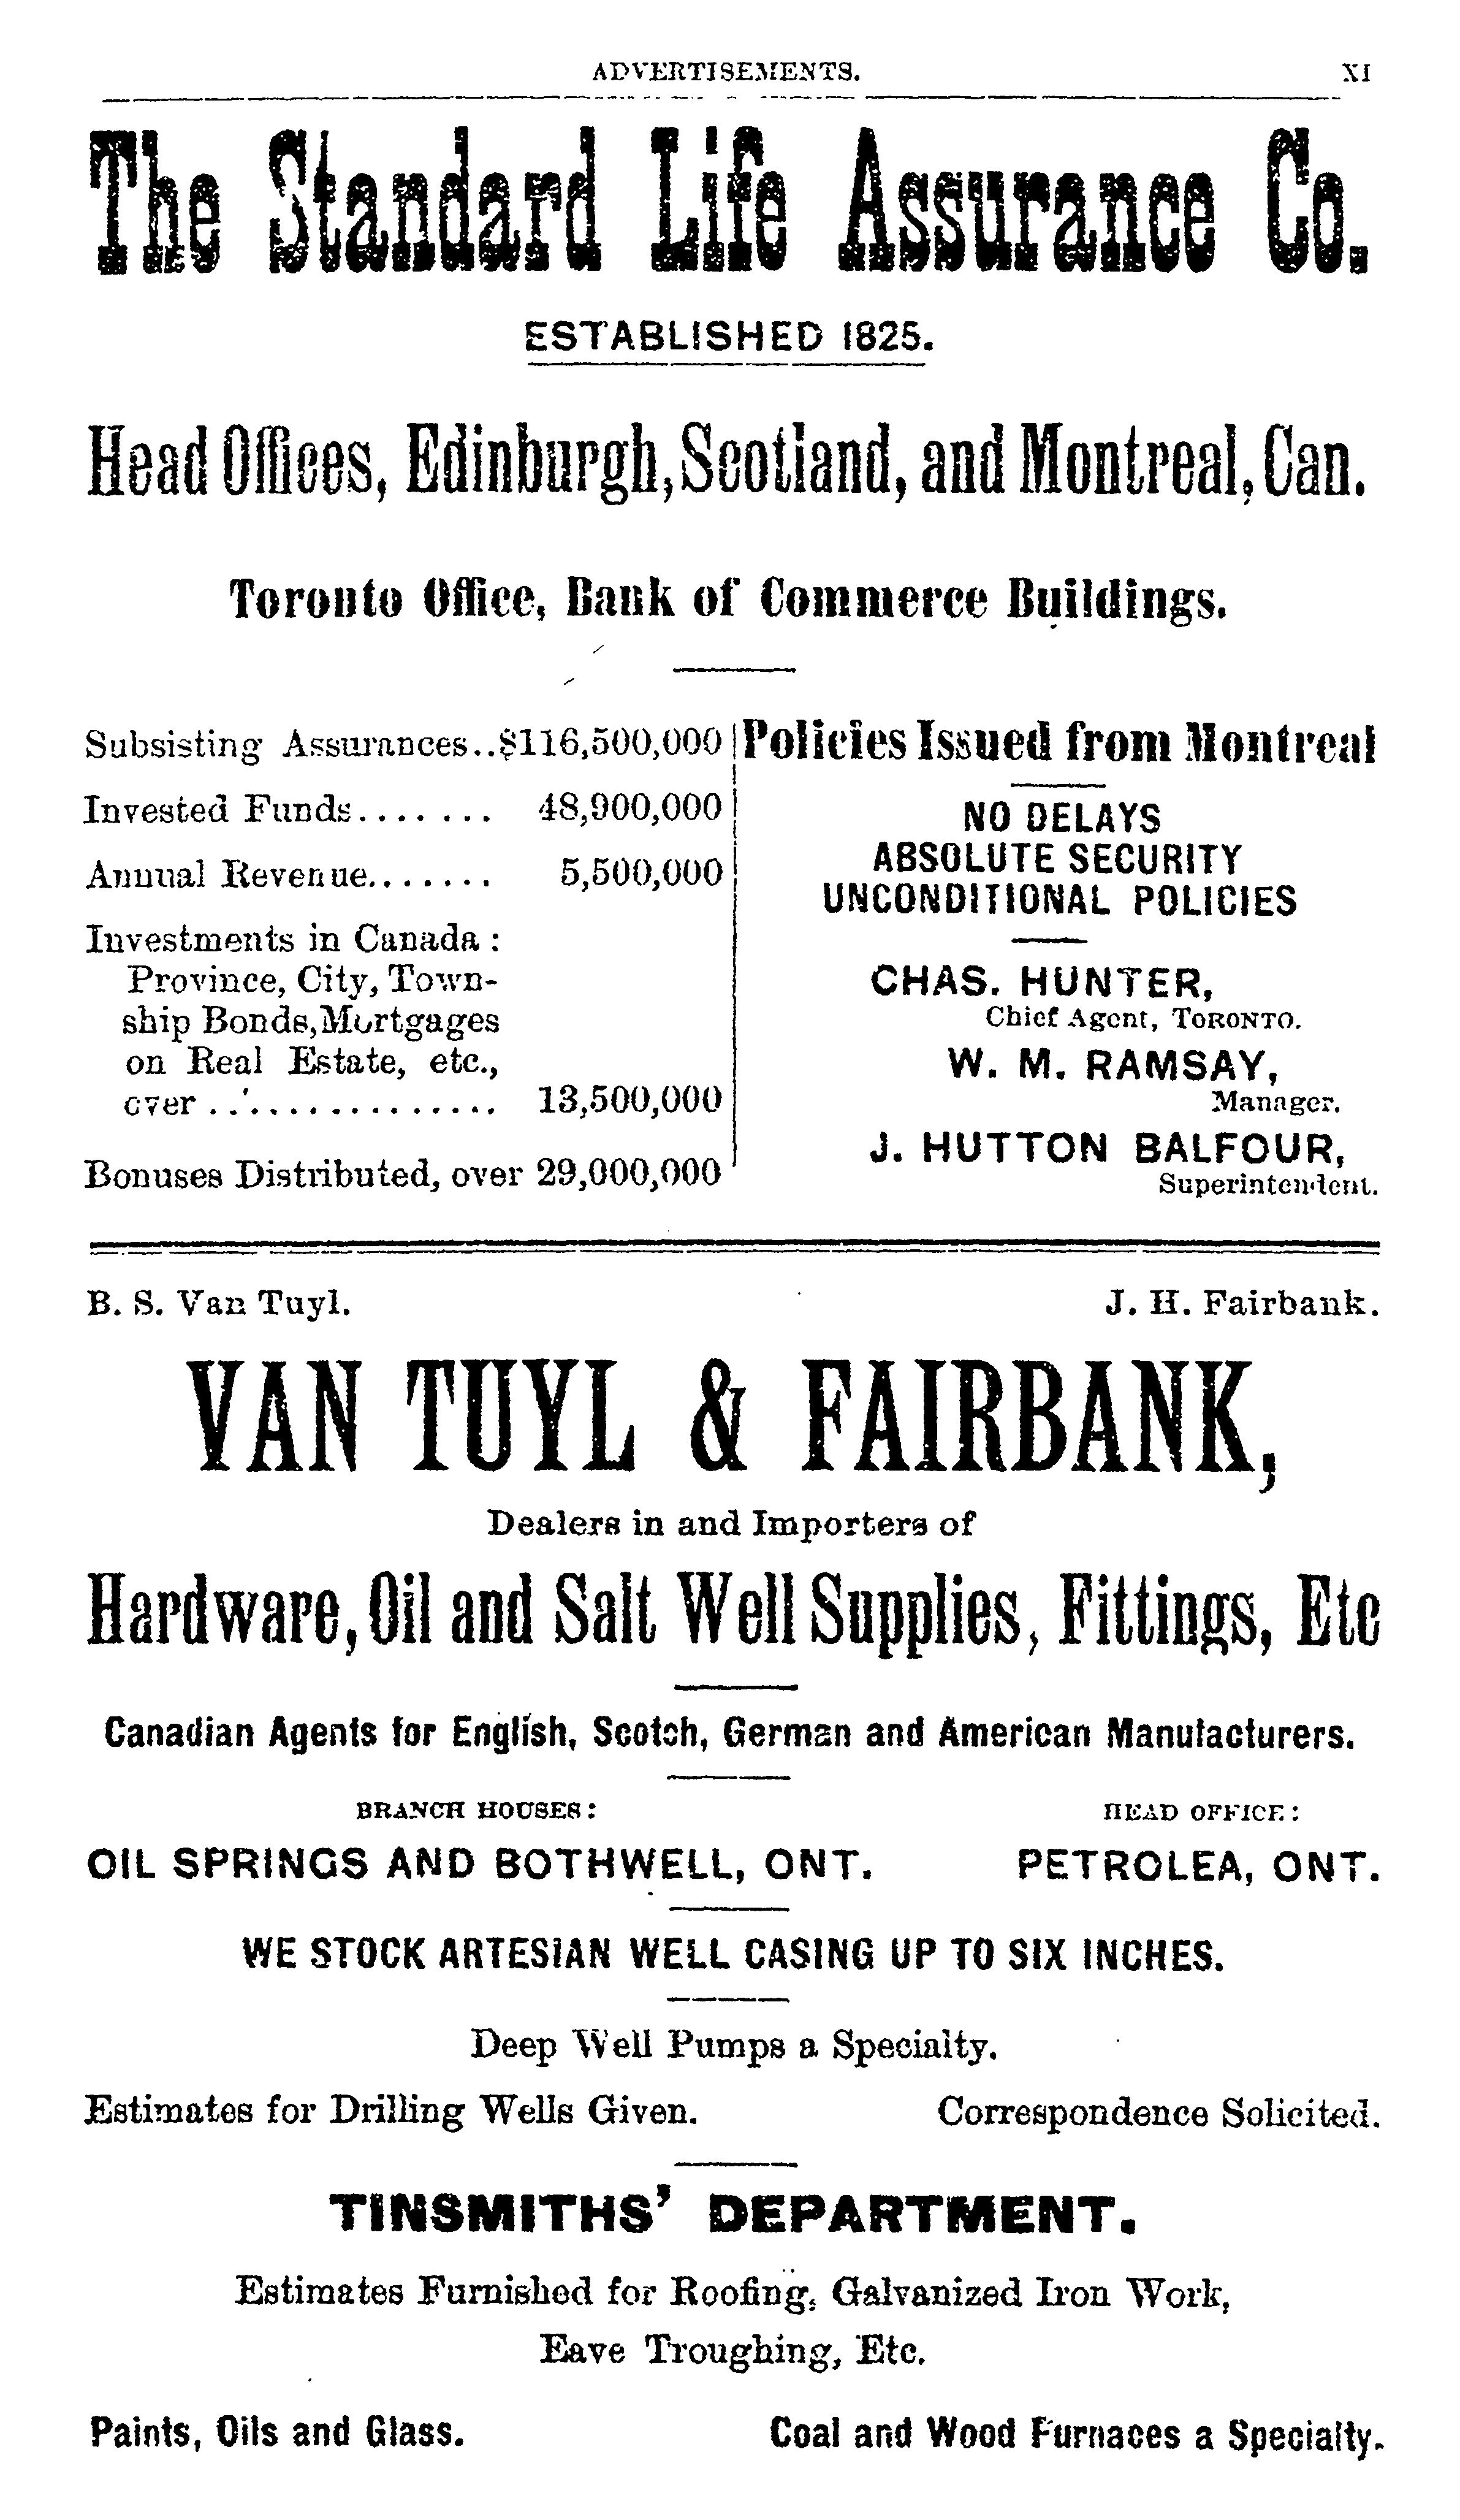 ADVERTISEMENTS. XI
The Standard Life Assurance Co.
ESTABLISHED 1825.
Head Offices, Edinburgh, Scotland, and Montreal, Can.
Toronto Office, Bank of Commerce Buildings.
Subsisting Assurances..$116,500,000
Invested Funds....... 48,900,000
Annual Revenue....... 5,500,000
Investments in Canada :
Province, City, Town-
ship Bonds, Mortgages
on Real Estate, etc.,
over ................ 13,500,000
Bonuses Distributed, over 29,000,000
Policies Issued from Montreal
NO DELAYS
ABSOLUTE SECURITY
UNCONDITIONAL POLICIES
CHAS. HUNTER,
Chief Agent, TORONTO.
W. M. RAMSAY,
Manager.
J. HUTTON BALFOUR,
Superintendent.
B. S. Van Tuyl. J. H. Fairbank.
VAN TUYL & FAIRBANK,
Dealers in and Importers of
Hardware, Oil and Salt Well Supplies, Fittings, Etc
Canadian Agents for English, Scotch, German and American Manufacturers.
BRANCH HOUSES: HEAD OFFICE:
OIL SPRINGS AND BOTHWELL, ONT. PETROLEA, ONT.
WE STOCK ARTESIAN WELL CASING UP TO SIX INCHES.
Deep Well Pumps a Specialty.
Estimates for Drilling Wells Given. Correspondence Solicited.
TINSMITHS' DEPARTMENT.
Estimates Furnished for Roofing, Galvanized Iron Work,
Eave Troughing, Etc.
Paints, Oils and Glass. Coal and Wood Furnaces a Specialty.